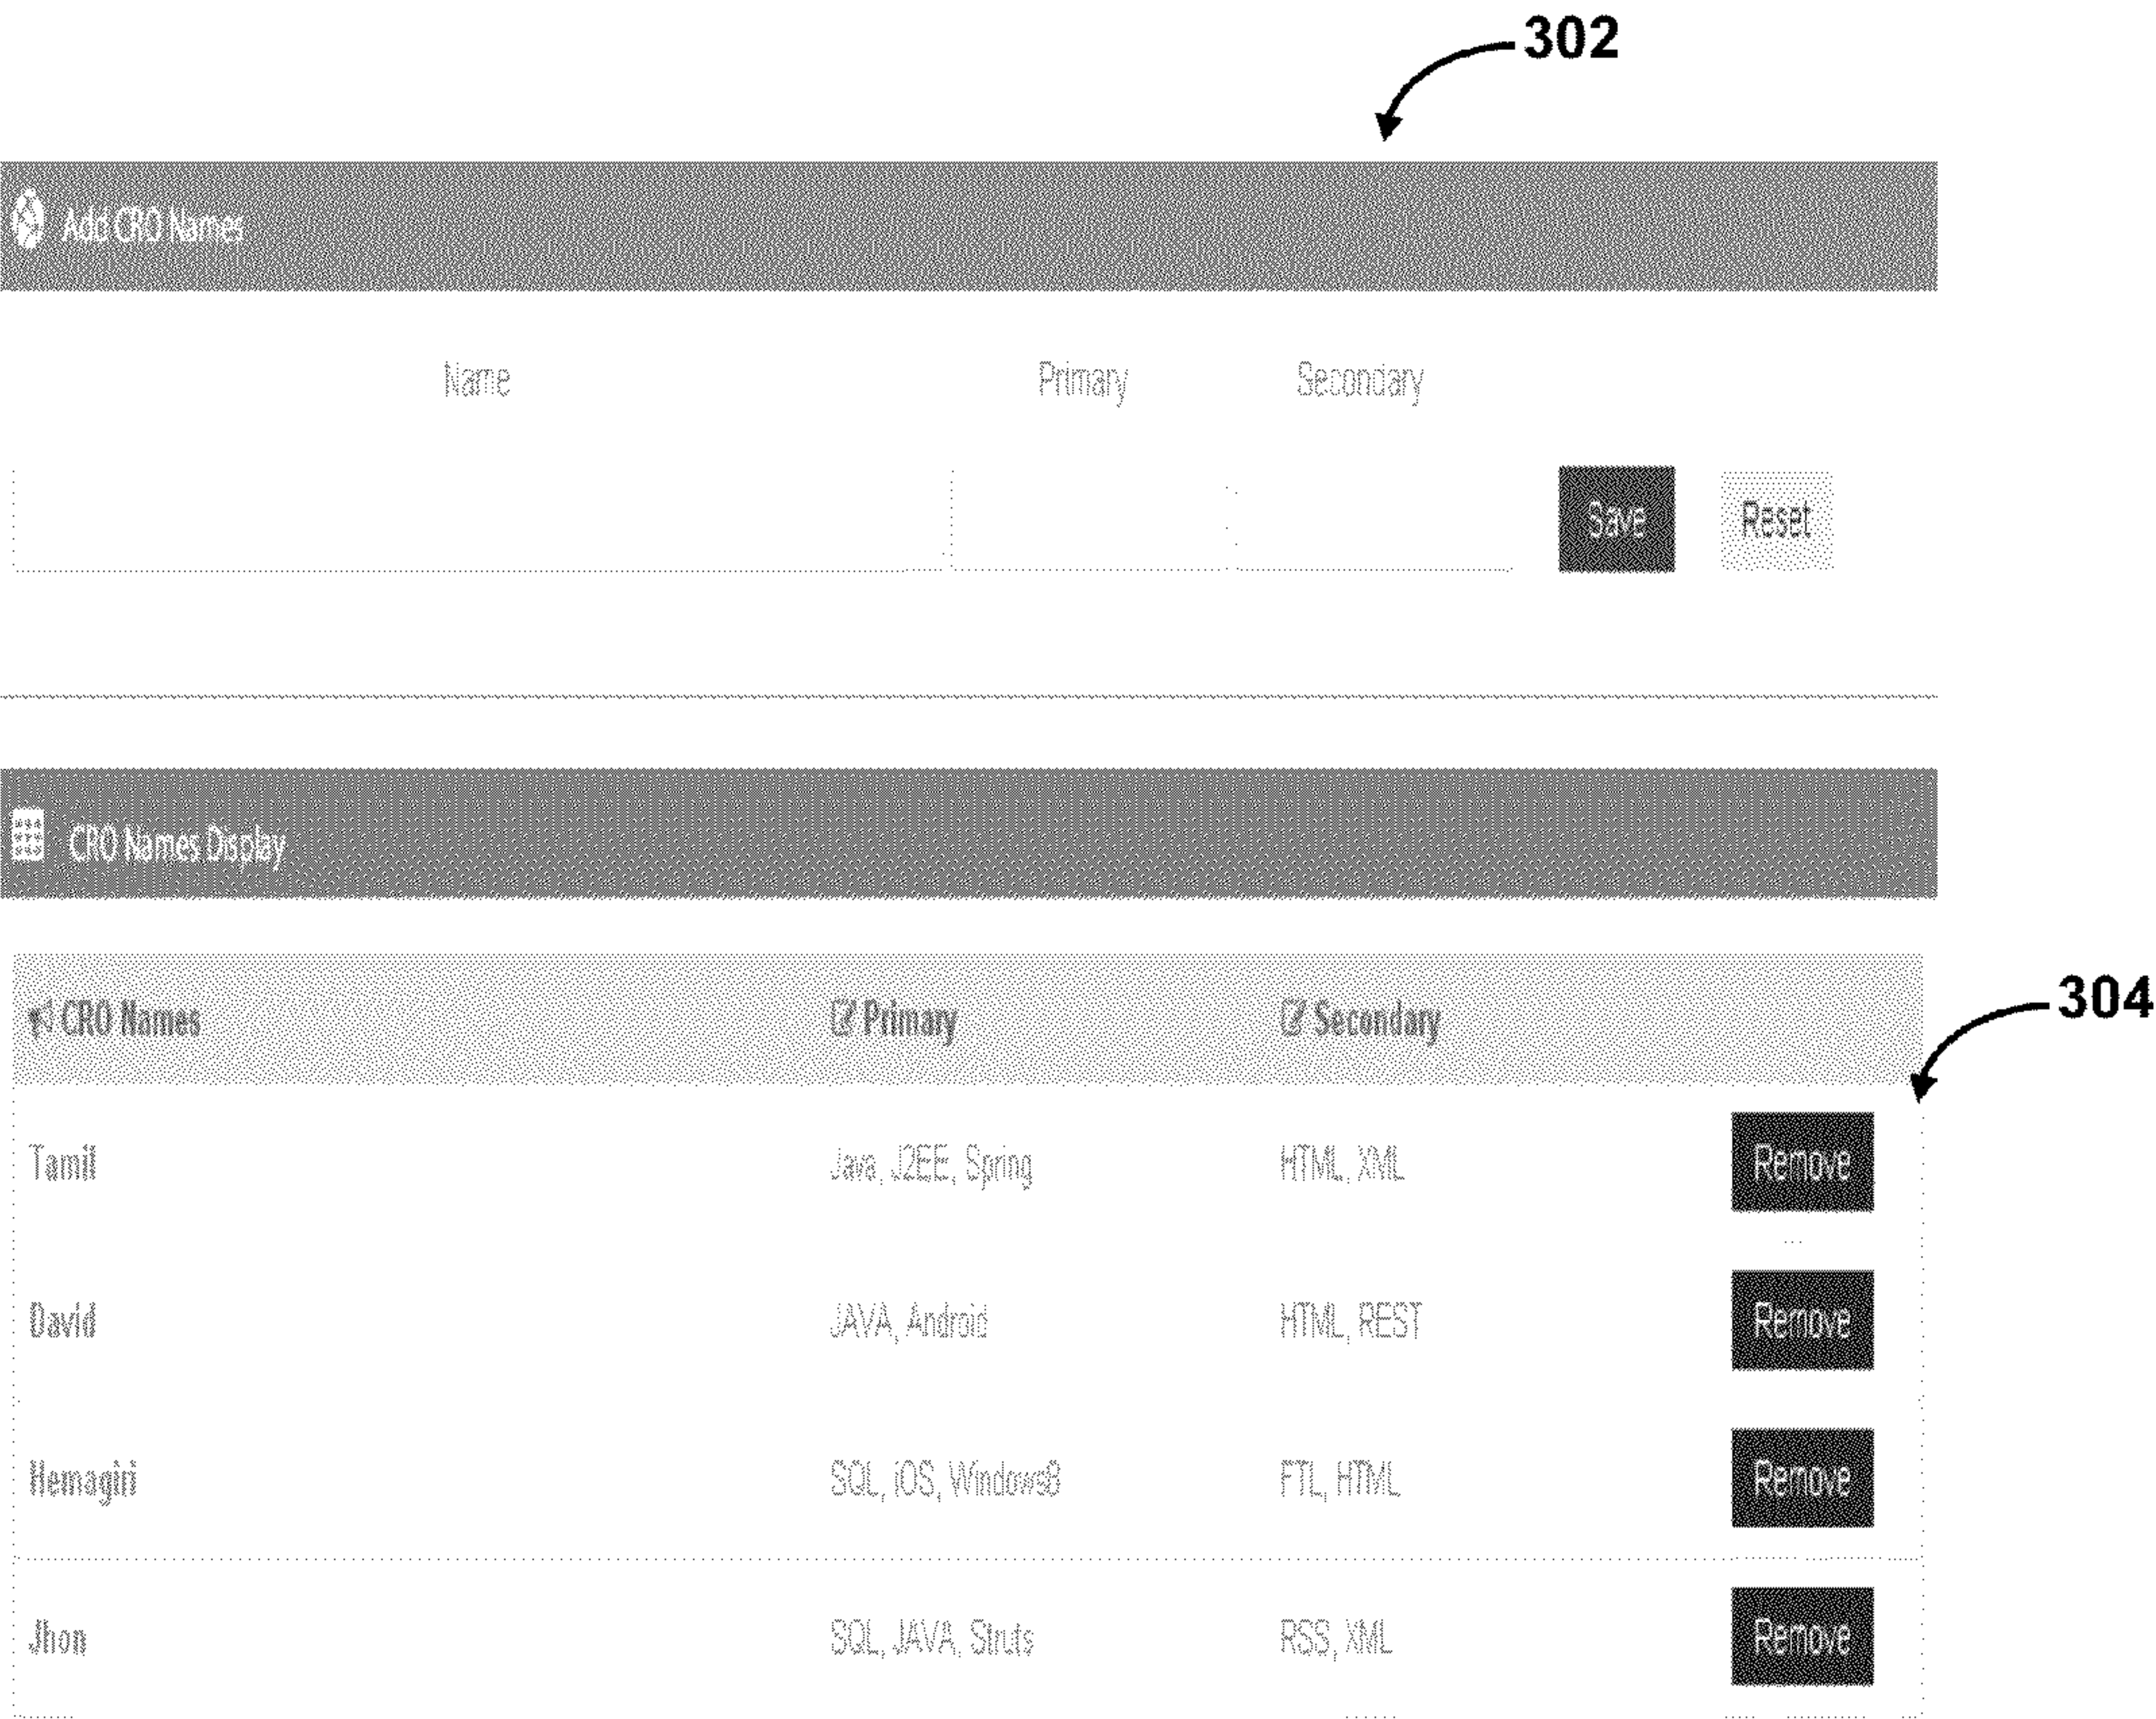 302
Add CRO Names
Name Primary Secondary
Save Reset
CRO Names Display
304
CRO Names Primary Secondary
Tamil Java, J2EE, Spring HTML, XML Remove
David JAVA, Android HTML, REST Remove
Hemagiri SQL, iOS, Windows8 FTL, HTML Remove
Jhon SQL, JAVA, Struts RSS, XML Remove